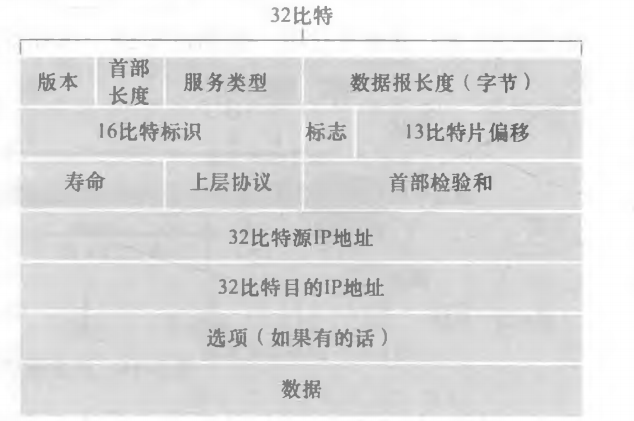 32比特
版本 首部长度 服务类型 数据报长度（字节）
16比特标识 标志 13比特片偏移
寿命 上层协议 首部检验和
32比特源IP地址
32比特目的IP地址
选项（如果有的话）
数据